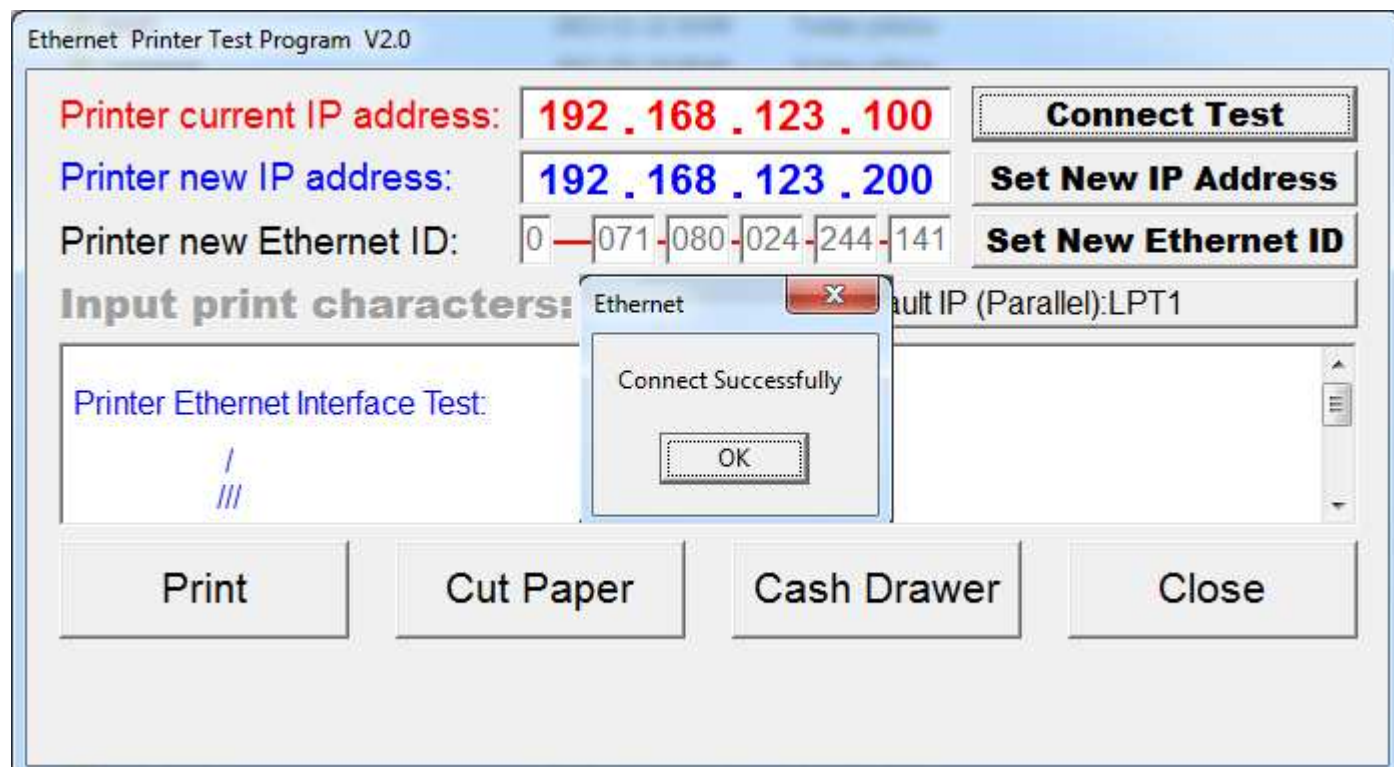 Ethernet Printer Test Program V2.0
Printer current IP address: 192 . 168 . 123 . 100 Connect Test
Printer new IP address: 192 . 168 . 123 . 200 Set New IP Address
Printer new Ethernet ID: 0 — 071 - 080 - 024 - 244 - 141 Set New Ethernet ID
Input print characters: ault IP (Parallel):LPT1
Ethernet
Connect Successfully
OK
Printer Ethernet Interface Test:
/
///
Print Cut Paper Cash Drawer Close